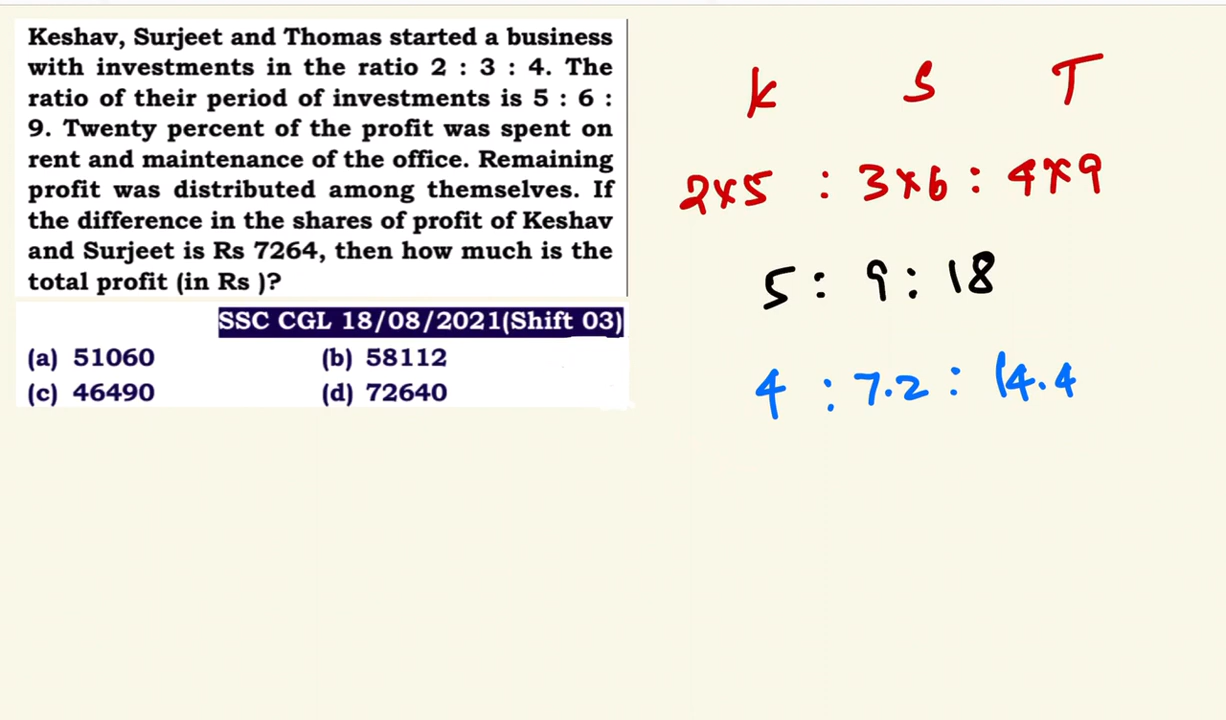 Keshav, Surjeet and Thomas started a business
with investments in the ratio 2 : 3 : 4. The
ratio of their period of investments is 5 : 6 :
9. Twenty percent of the profit was spent on
rent and maintenance of the office. Remaining
profit was distributed among themselves. If
the difference in the shares of profit of Keshav
and Surjeet is Rs 7264, then how much is the
total profit (in Rs )?
SSC CGL 18/08/2021(Shift 03)
(a) 51060 (b) 58112
(c) 46490 (d) 72640
K S T
2×5 : 3×6 : 4×9
5 : 9 : 18
4 : 7.2 : 14.4